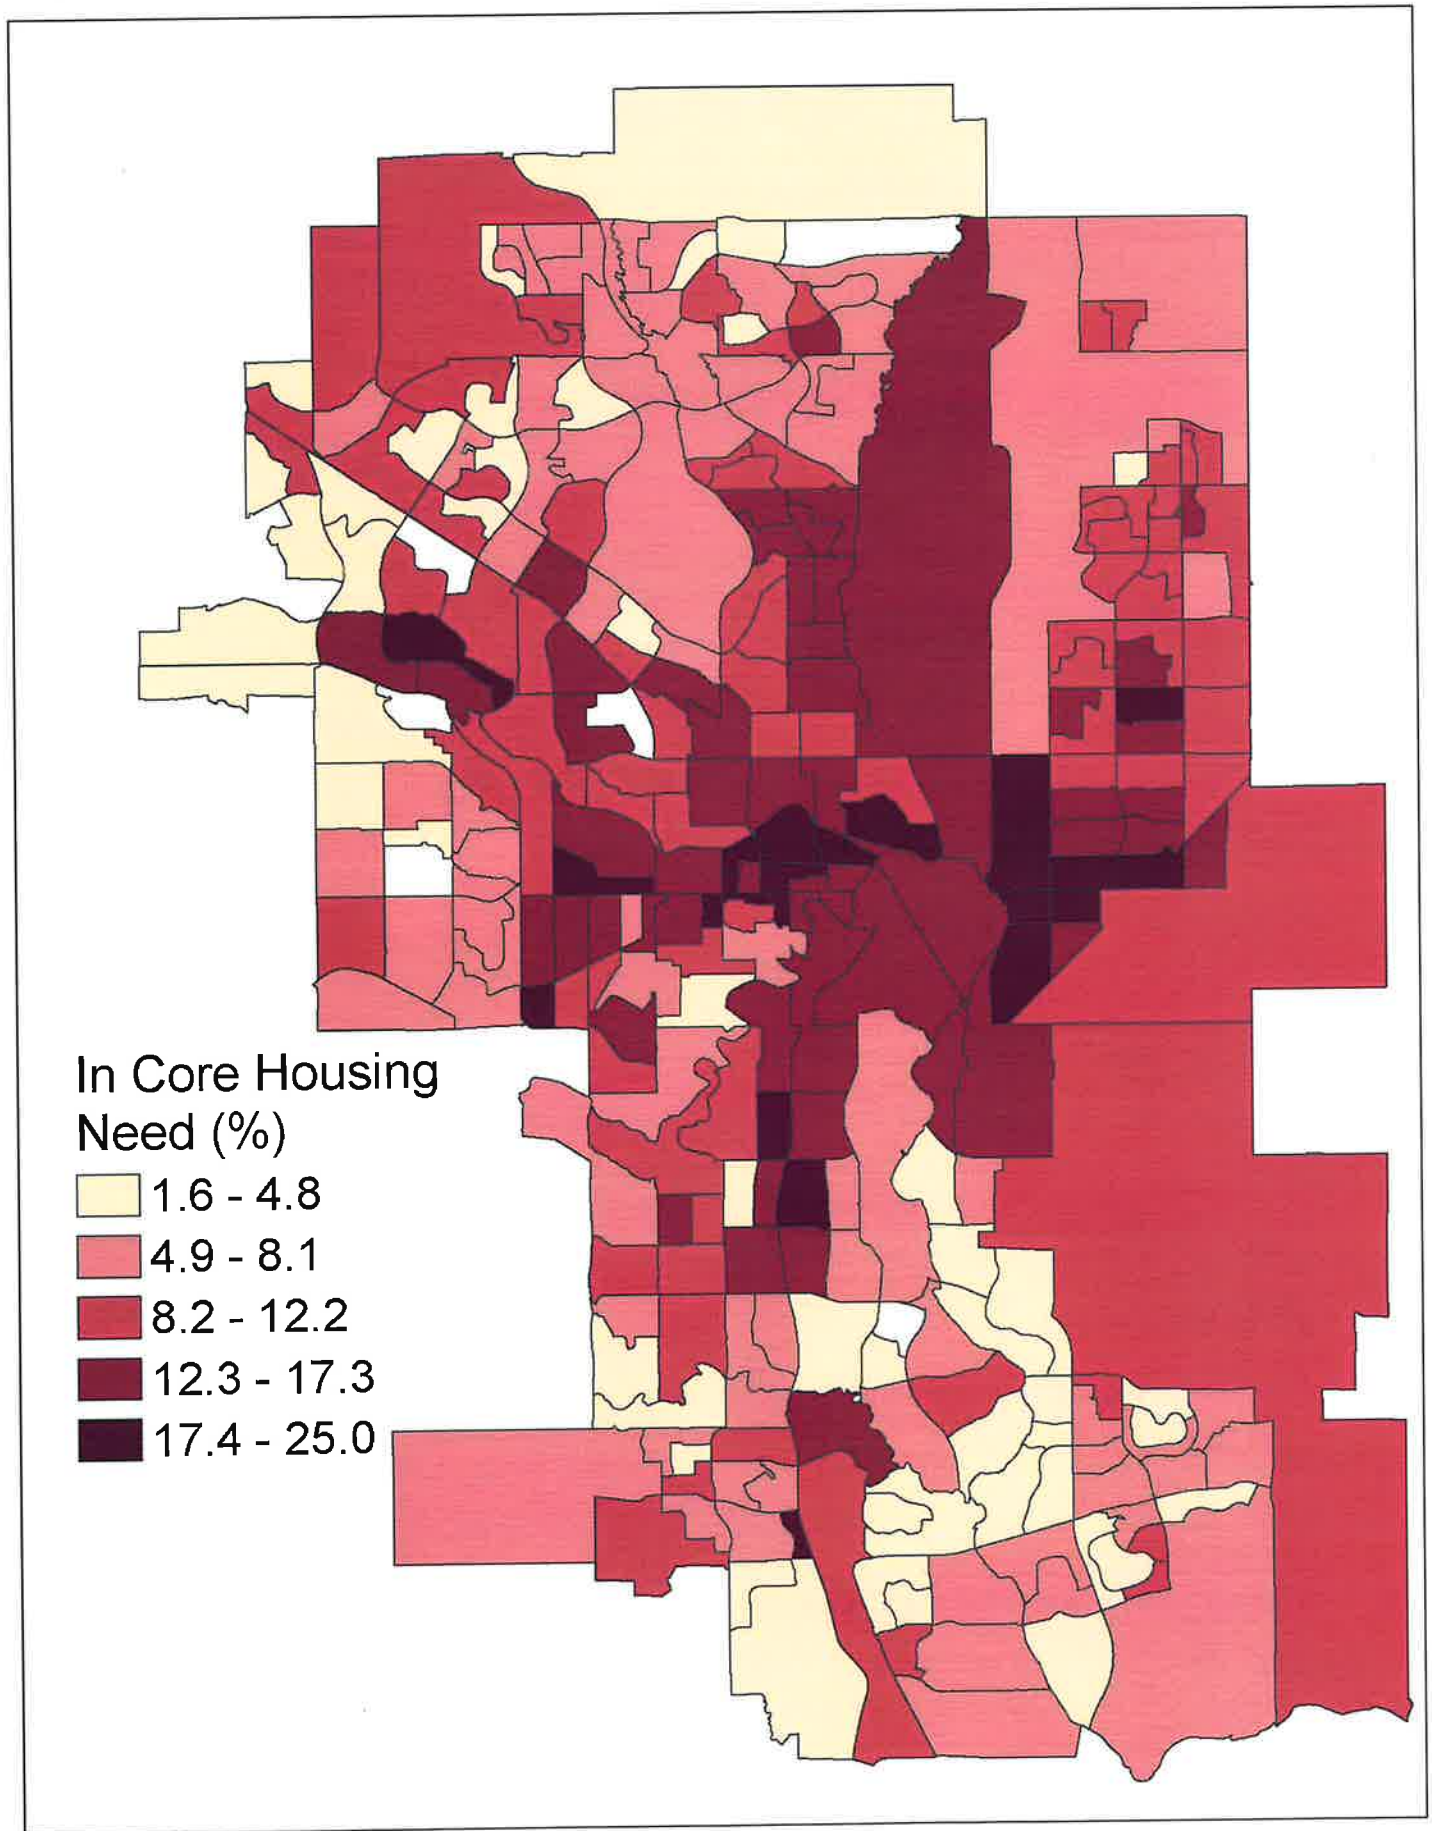 In Core Housing
Need (%)
1.6 - 4.8
4.9 - 8.1
8.2 - 12.2
12.3 - 17.3
17.4 - 25.0